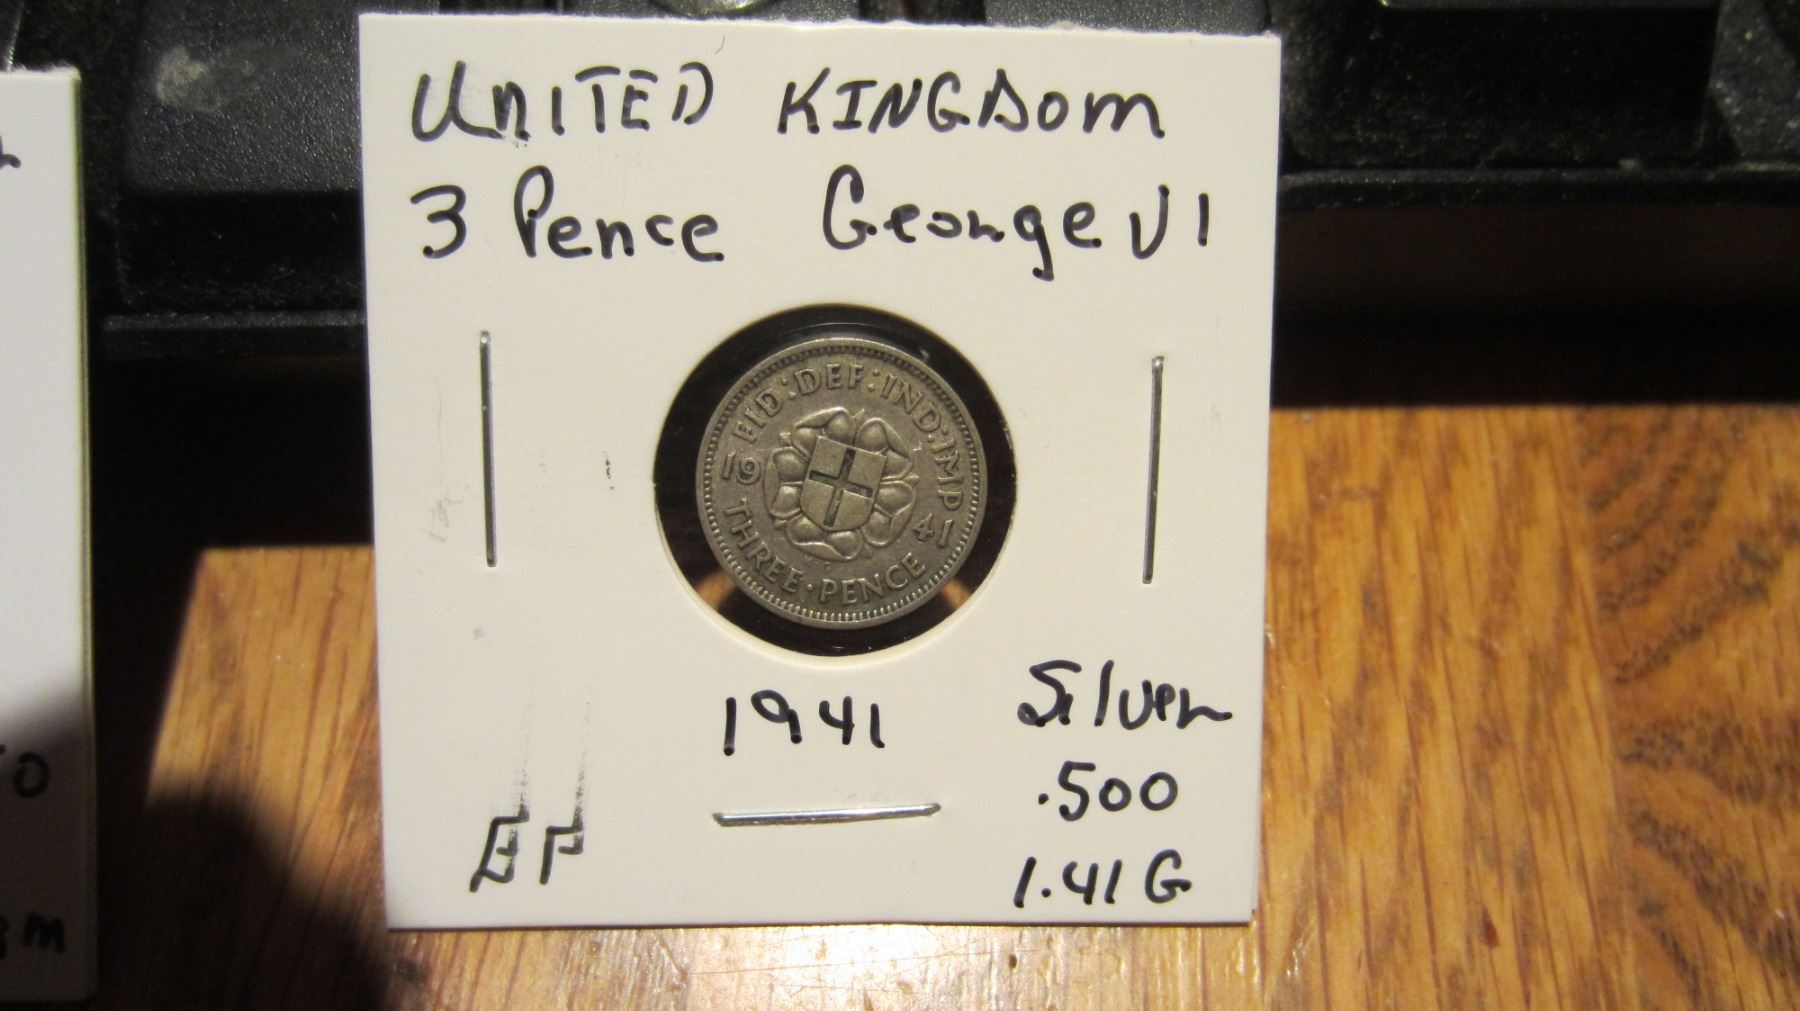 UNITED KINGDOM
3 Pence George VI
FID:DEF:IND:IMP
19 41
THREE·PENCE
1941
Silver
.500
1.41 G
EF